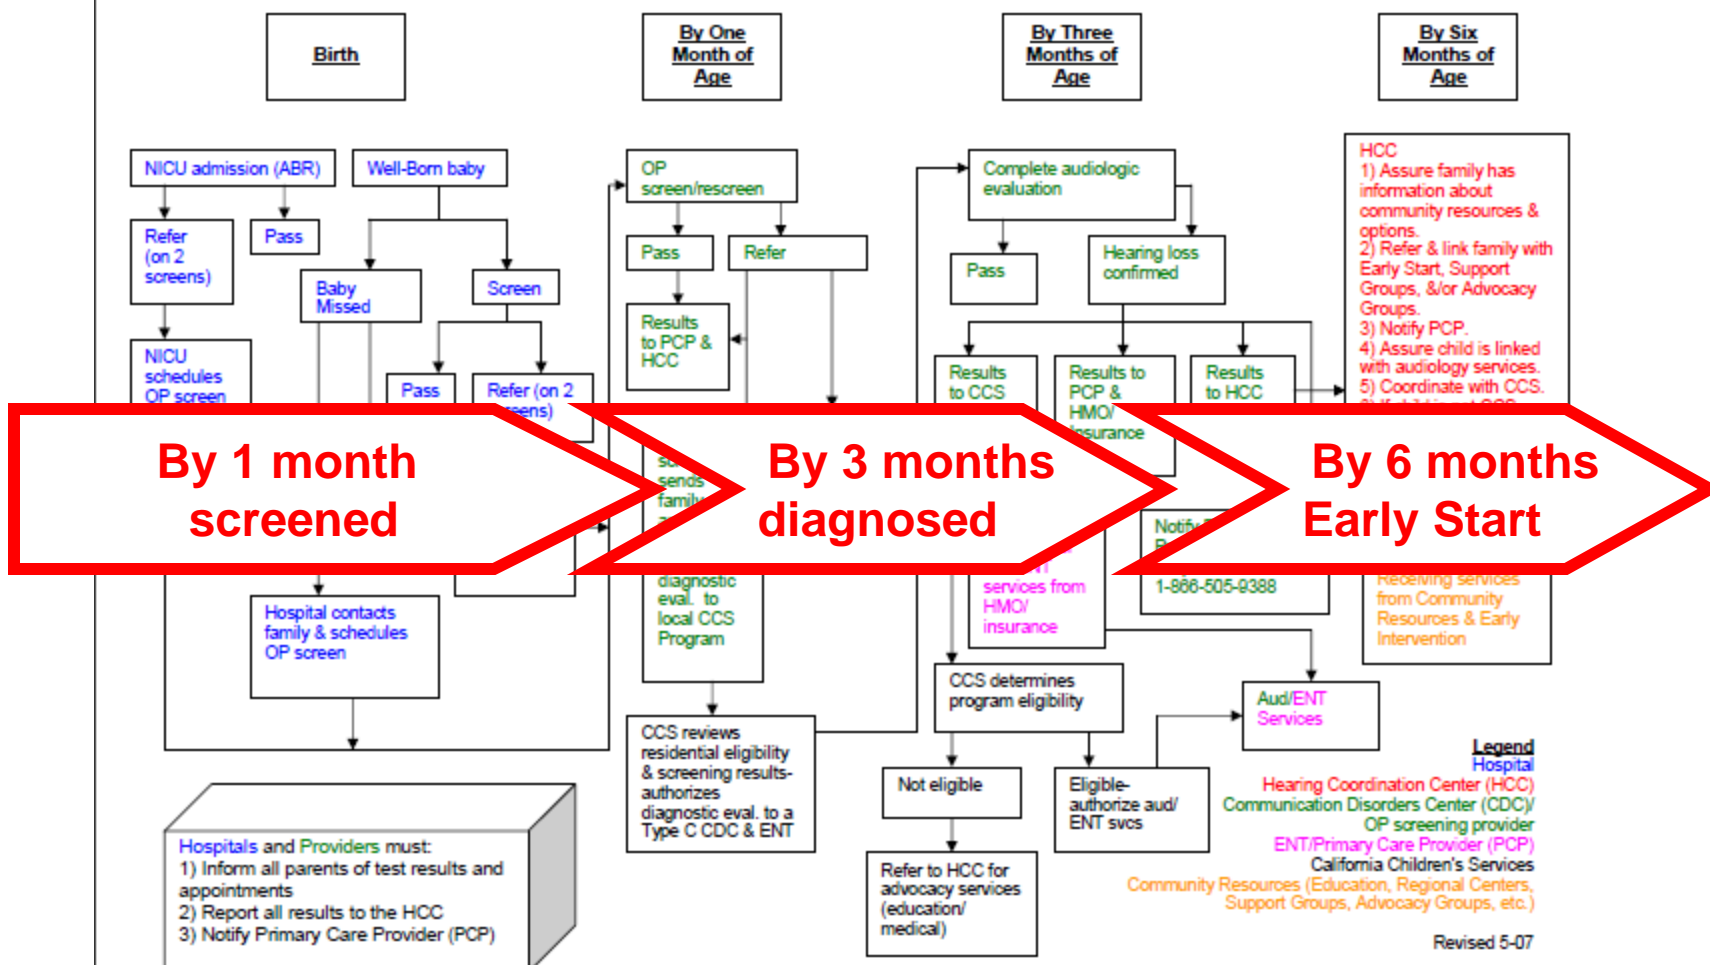 Birth
By One
Month of
Age
By Three
Months of
Age
By Six
Months of
Age
NICU admission (ABR)
Refer
(on 2
screens)
Pass
NICU
schedules
OP screen
Well-Born baby
Baby
Missed
Screen
Pass
Refer (on 2
Hospital contacts
family & schedules
OP screen
OP
screen/rescreen
Pass
Refer
Results
to PCP &
HCC
sends
family
diagnostic
eval. to
local CCS
Program
CCS reviews
residential eligibility
& screening results-
authorizes
diagnostic eval. to a
Type C CDC & ENT
Complete audiologic
evaluation
Pass
Hearing loss
confirmed
Results
to CCS
Results to
PCP &
HMO/
Results
to HCC
services from
HMO/
insurance
Notify
1-866-505-9388
CCS determines
program eligibility
Not eligible
Eligible-
authorize aud/
ENT svcs
Refer to HCC for
advocacy services
(education/
medical)
Aud/ENT
Services
HCC
1) Assure family has
information about
community resources &
options.
2) Refer & link family with
Early Start, Support
Groups, &/or Advocacy
Groups.
3) Notify PCP.
4) Assure child is linked
with audiology services.
5) Coordinate with CCS.
Receiving services
from Community
Resources & Early
Intervention
By 1 month
screened
By 3 months
diagnosed
By 6 months
Early Start
Hospitals and Providers must:
1) Inform all parents of test results and
appointments
2) Report all results to the HCC
3) Notify Primary Care Provider (PCP)
Legend
Hospital
Hearing Coordination Center (HCC)
Communication Disorders Center (CDC)/
OP screening provider
ENT/Primary Care Provider (PCP)
California Children's Services
Community Resources (Education, Regional Centers,
Support Groups, Advocacy Groups, etc.)
Revised 5-07